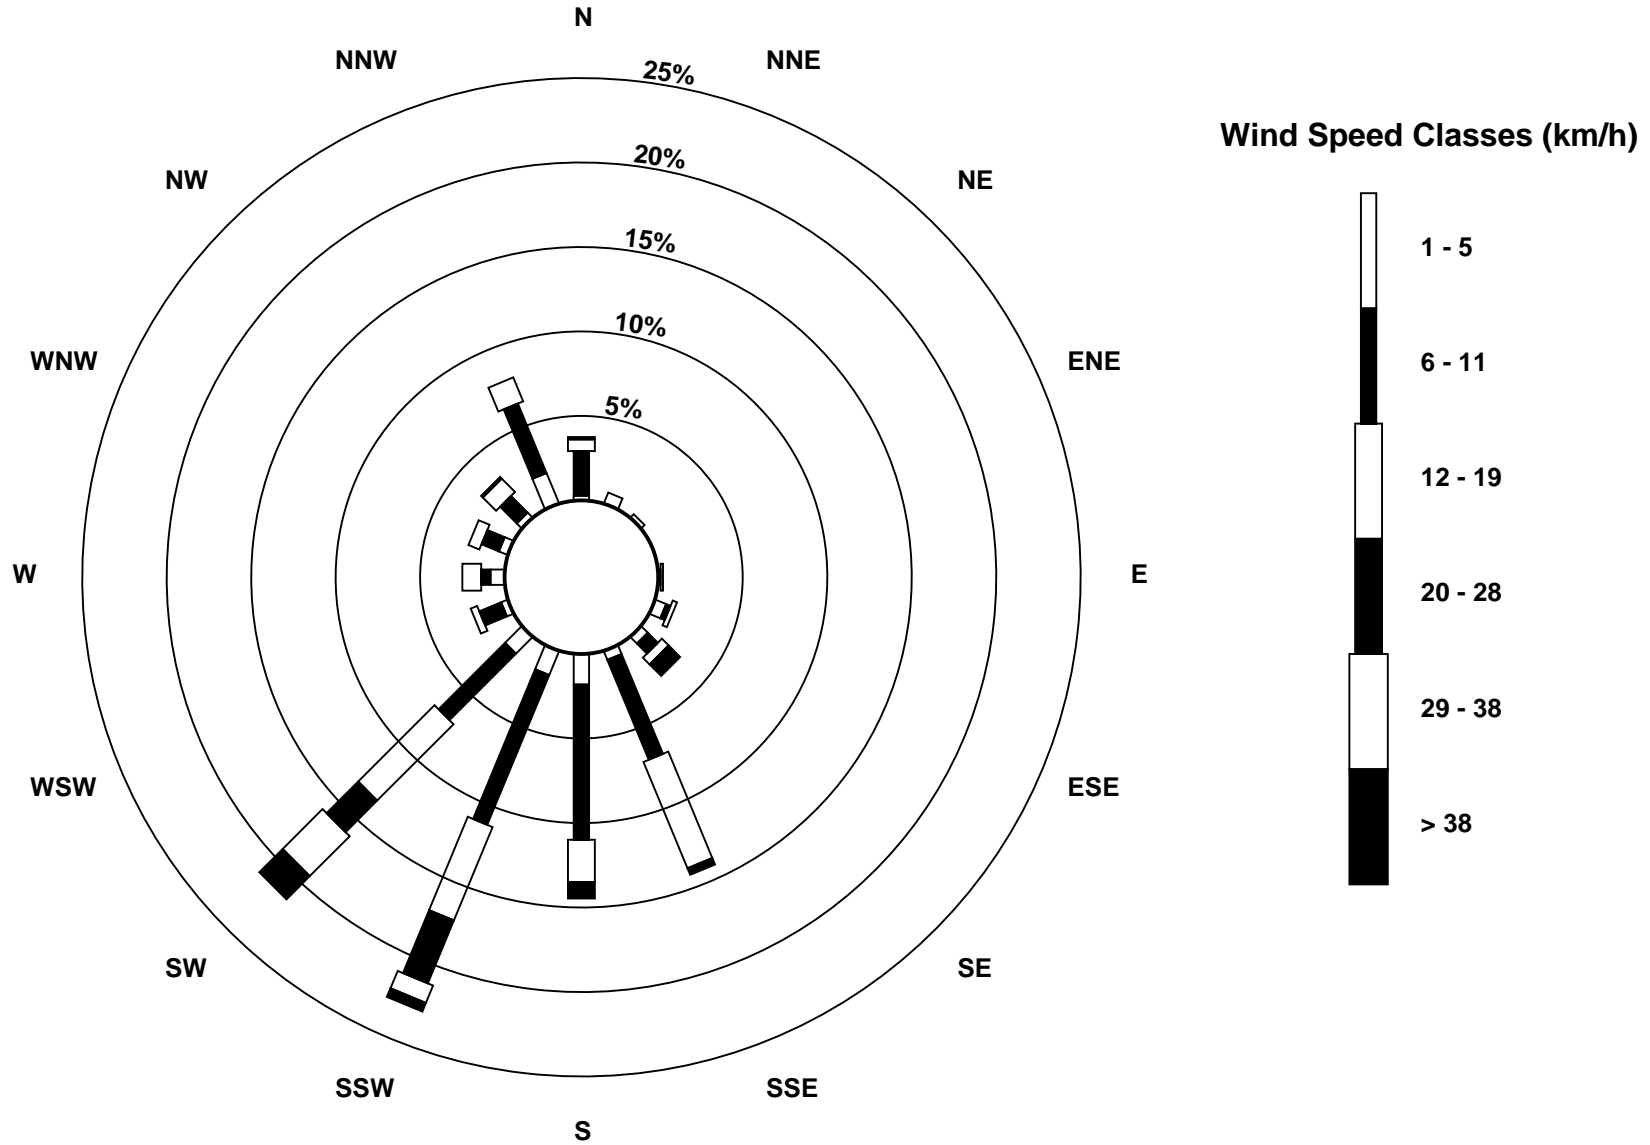 N
NNW
NNE
25%
Wind Speed Classes (km/h)
20%
NW
NE
15%
1 - 5
10%
WNW
ENE
6 - 11
5%
12 - 19
W
E
20 - 28
29 - 38
WSW
ESE
> 38
SW
SE
SSW
SSE
S